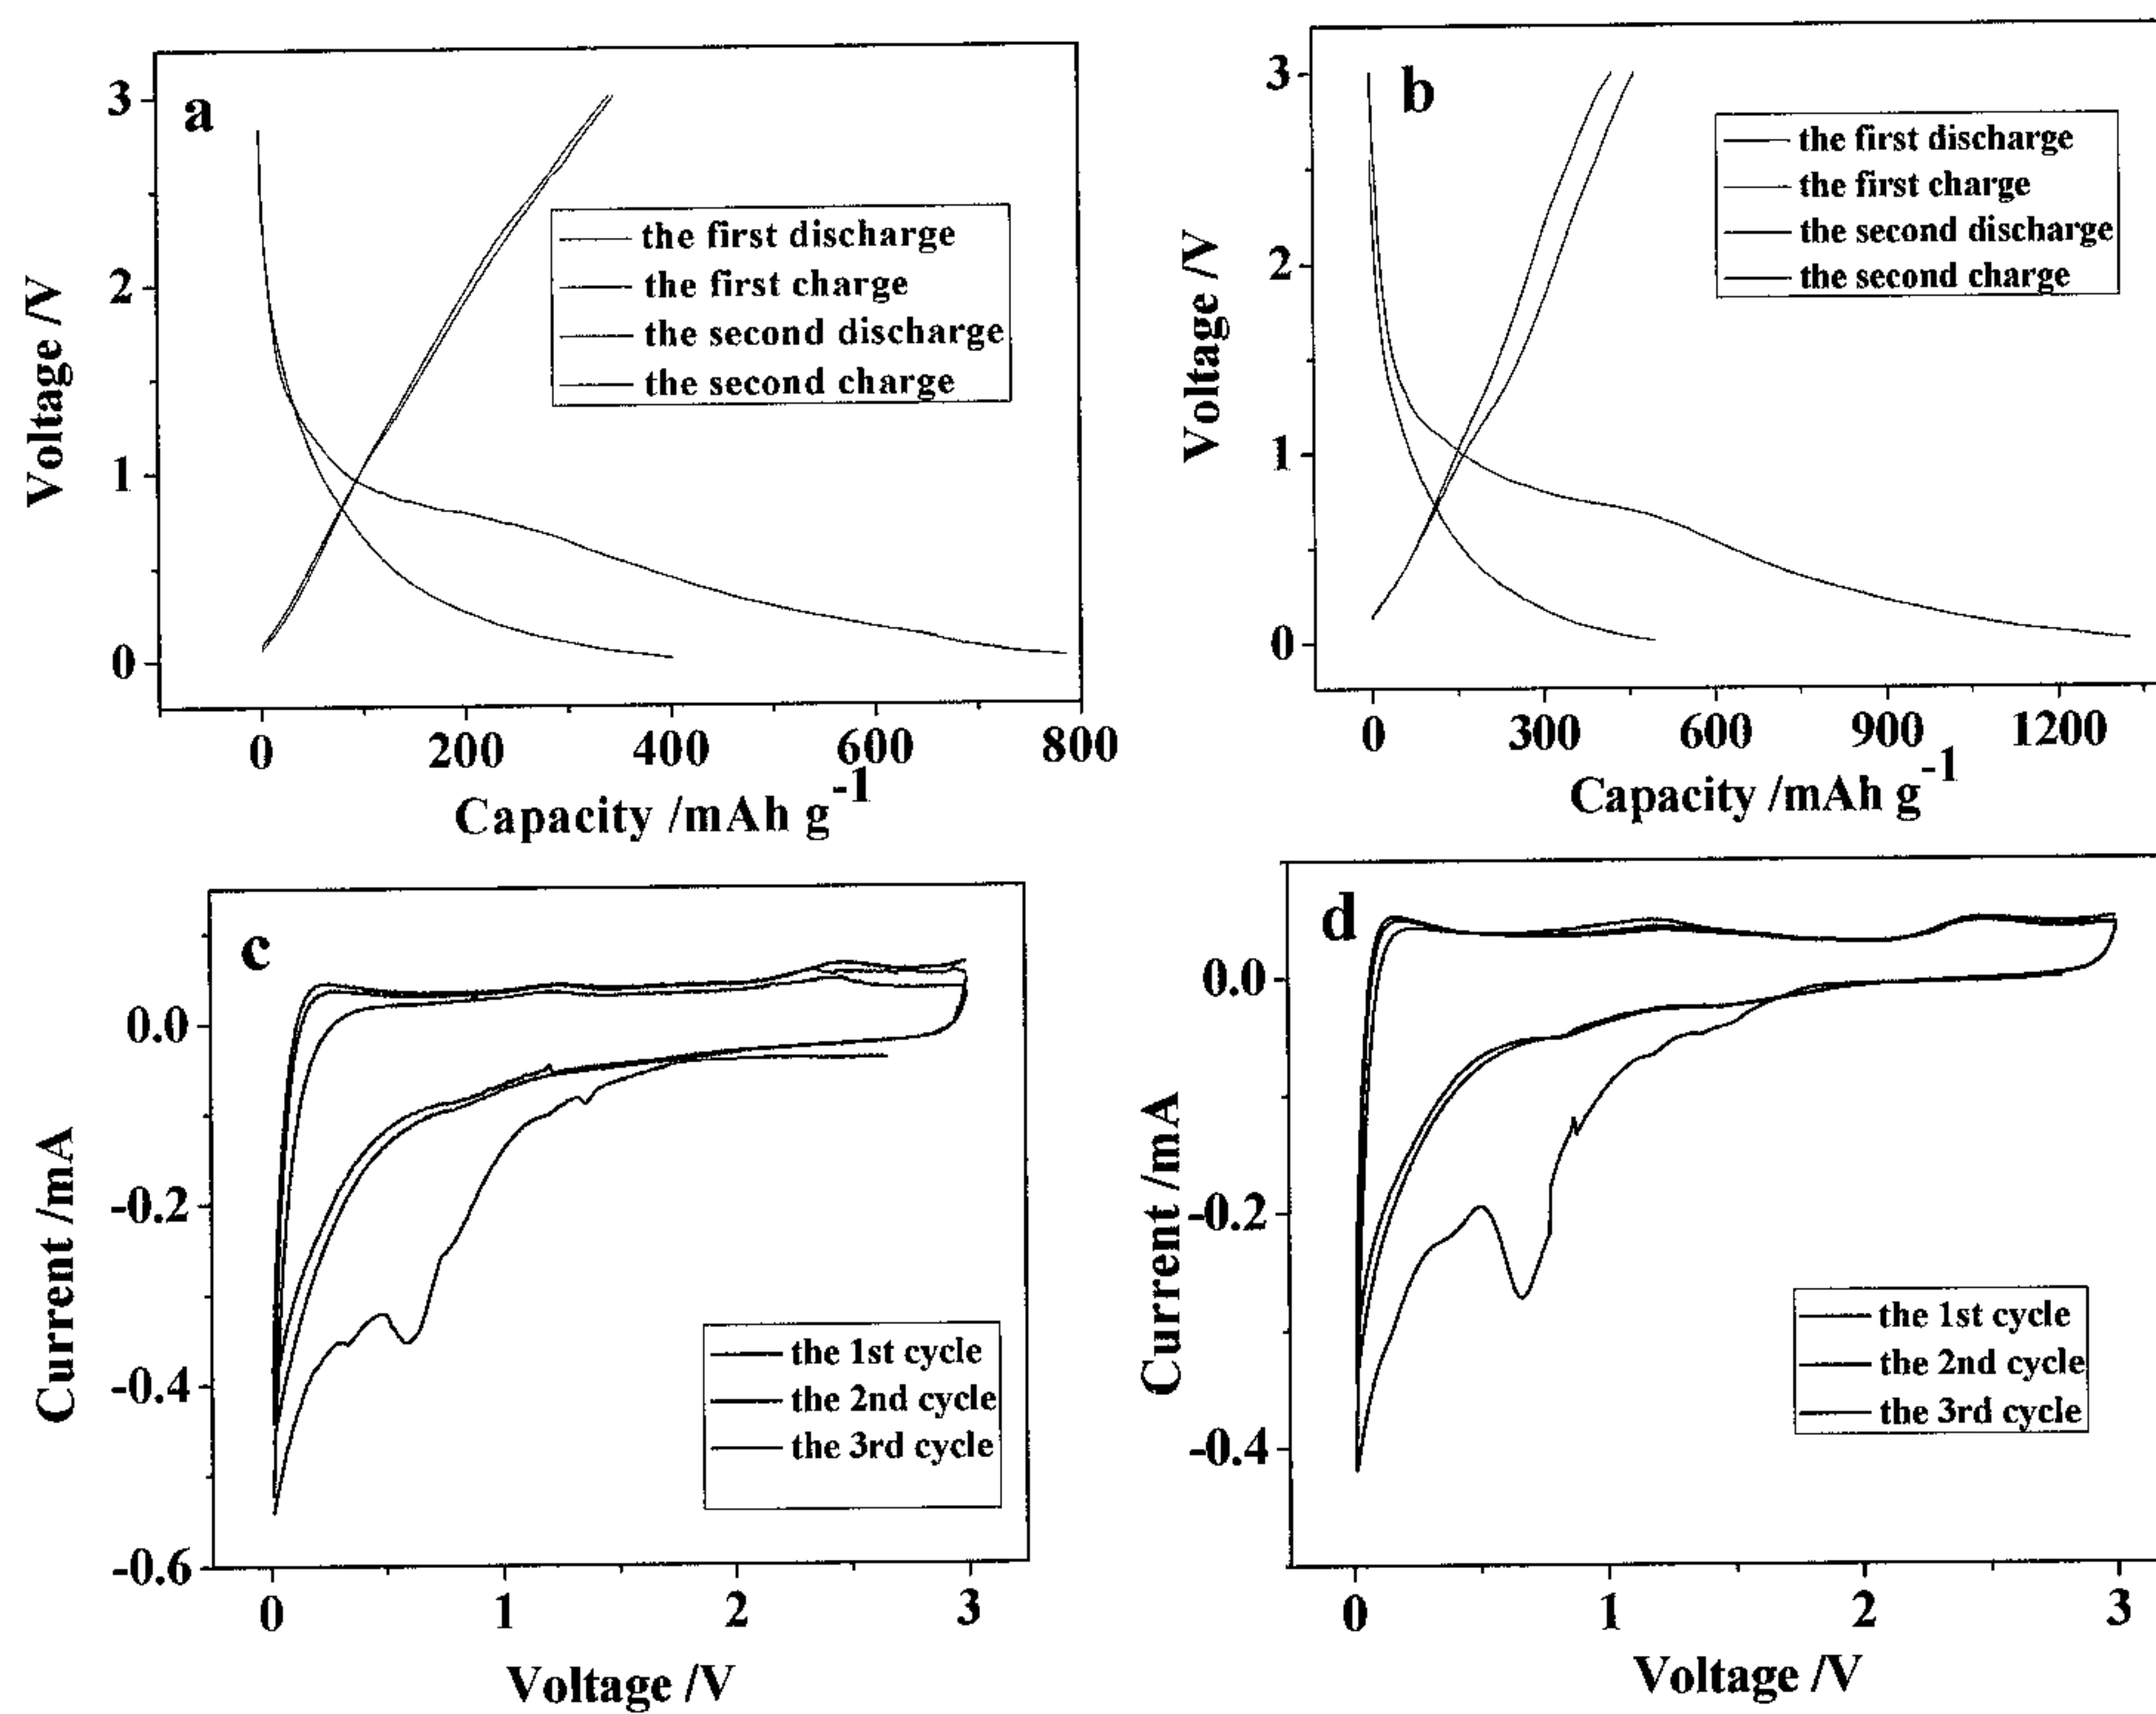 a
3
2
1
0
Voltage /V
the first discharge
the first charge
the second discharge
the second charge
0 200 400 600 800
Capacity /mAh g-1
b
3
2
1
0
Voltage /V
the first discharge
the first charge
the second discharge
the second charge
0 300 600 900 1200
Capacity /mAh g-1
c
0.0
-0.2
-0.4
-0.6
Current /mA
the 1st cycle
the 2nd cycle
the 3rd cycle
0 1 2 3
Voltage /V
d
0.0
-0.2
-0.4
Current /mA
the 1st cycle
the 2nd cycle
the 3rd cycle
0 1 2 3
Voltage /V